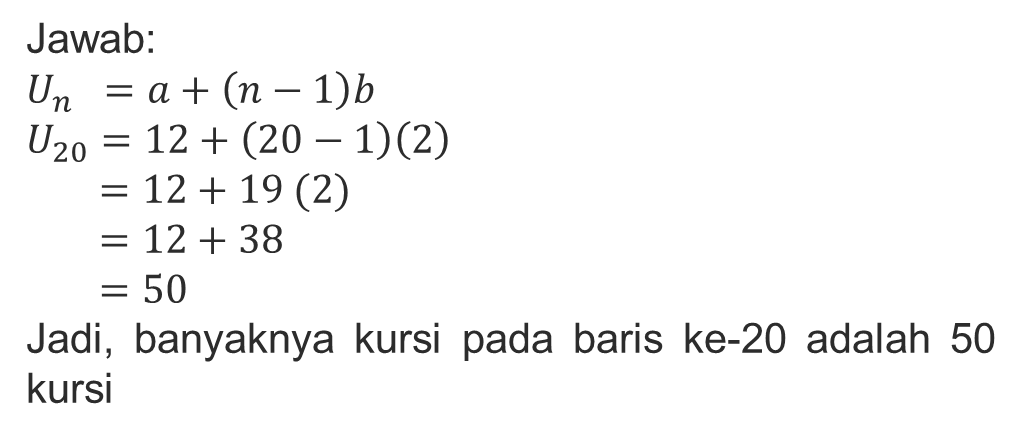 Jawab:
Uₙ = a + (n − 1)b
U₂₀ = 12 + (20 − 1)(2)
= 12 + 19 (2)
= 12 + 38
= 50
Jadi, banyaknya kursi pada baris ke-20 adalah 50
kursi